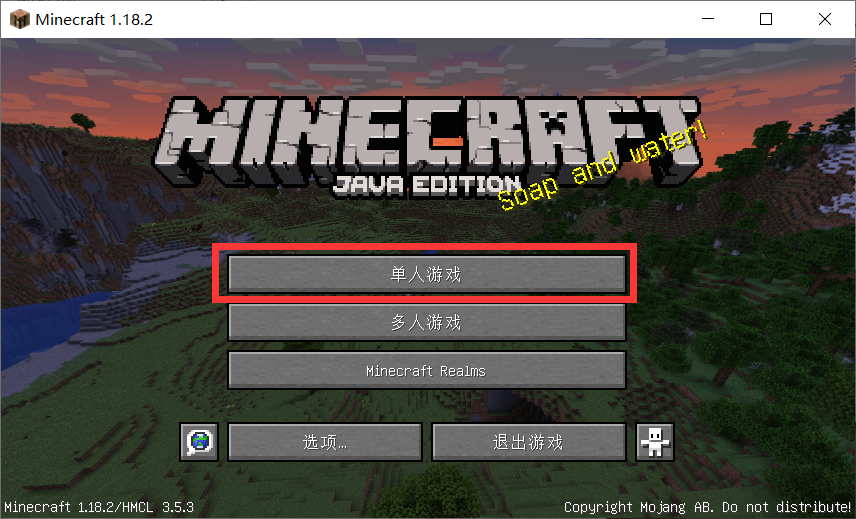 Minecraft 1.18.2
MINECRAFT
JAVA EDITION
Soap and water!
单人游戏
多人游戏
Minecraft Realms
选项...
退出游戏
Minecraft 1.18.2/HMCL 3.5.3
Copyright Mojang AB. Do not distribute!